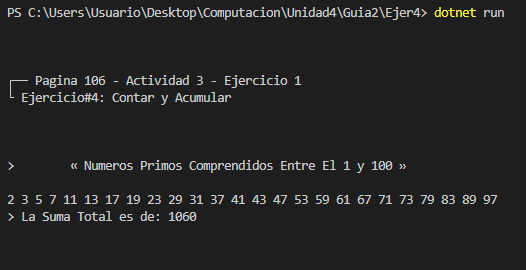 PS C:\Users\Usuario\Desktop\Computacion\Unidad4\Guia2\Ejer4> dotnet run
┌── Pagina 106 - Actividad 3 - Ejercicio 1
└ Ejercicio#4: Contar y Acumular
> « Numeros Primos Comprendidos Entre El 1 y 100 »
2 3 5 7 11 13 17 19 23 29 31 37 41 43 47 53 59 61 67 71 73 79 83 89 97
> La Suma Total es de: 1060